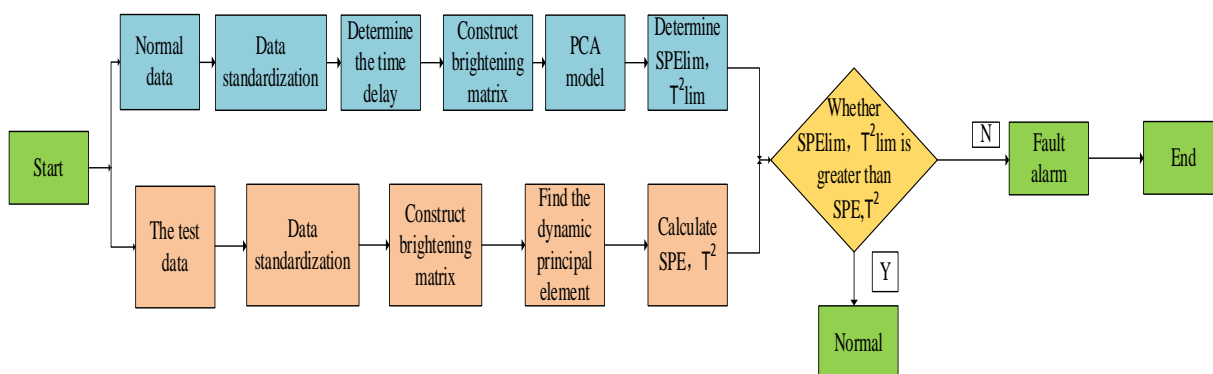 Start
Normal
data
Data
standardization
Determine
the time
delay
Construct
brightening
matrix
PCA
model
Determine
SPElim，
T²lim
The test
data
Data
standardization
Construct
brightening
matrix
Find the
dynamic
principal
element
Calculate
SPE，T²
Whether
SPElim，T²lim is
greater than
SPE,T²
N
Fault
alarm
End
Y
Normal